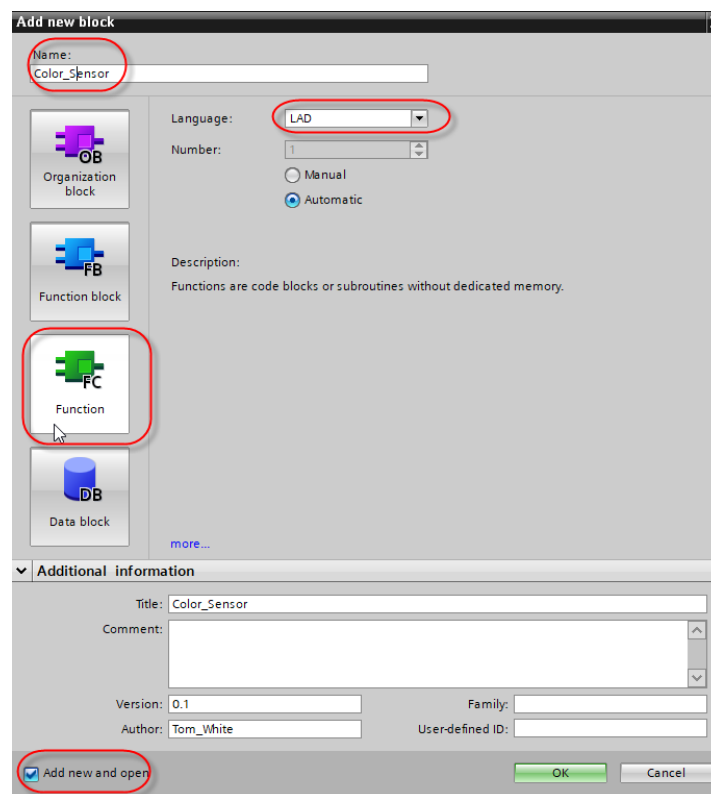 Add new block
Name:
Color_Sensor
Language:
LAD
Number:
1
Manual
Automatic
OB
Organization
block
FB
Function block
Description:
Functions are code blocks or subroutines without dedicated memory.
FC
Function
DB
Data block
more...
Additional information
Title: Color_Sensor
Comment:
Version: 0.1
Family:
Author: Tom_White
User-defined ID:
Add new and open
OK
Cancel